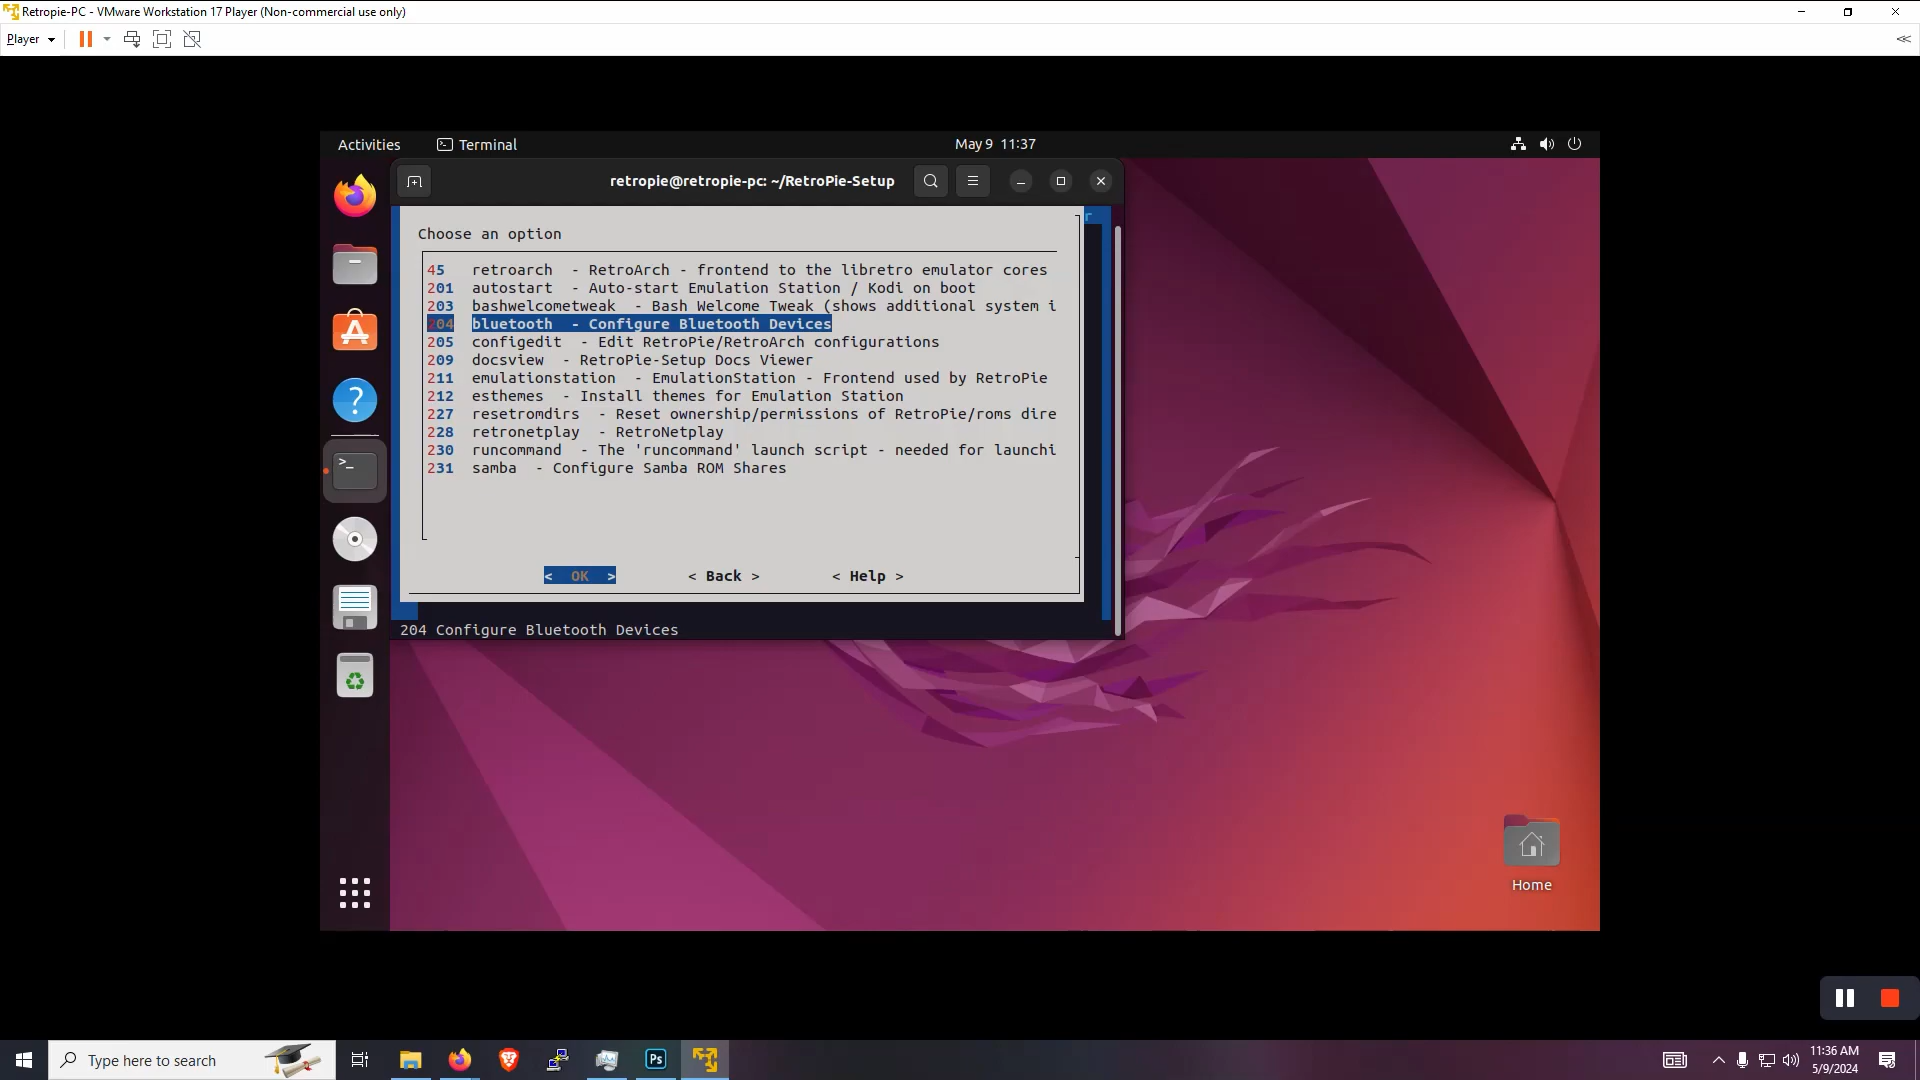 Retropie-PC - VMware Workstation 17 Player (Non-commercial use only)
Player
Activities
Terminal
May 9 11:37
retropie@retropie-pc: ~/RetroPie-Setup
r
Choose an option
45 retroarch - RetroArch - frontend to the libretro emulator cores
201 autostart - Auto-start Emulation Station / Kodi on boot
203 bashwelcometweak - Bash Welcome Tweak (shows additional system i
204 bluetooth - Configure Bluetooth Devices
205 configedit - Edit RetroPie/RetroArch configurations
209 docsview - RetroPie-Setup Docs Viewer
211 emulationstation - EmulationStation - Frontend used by RetroPie
212 esthemes - Install themes for Emulation Station
227 resetromdirs - Reset ownership/permissions of RetroPie/roms dire
228 retronetplay - RetroNetplay
230 runcommand - The 'runcommand' launch script - needed for launchi
231 samba - Configure Samba ROM Shares
< OK > < Back > < Help >
204 Configure Bluetooth Devices
Home
Type here to search
Ps
11:36 AM
5/9/2024